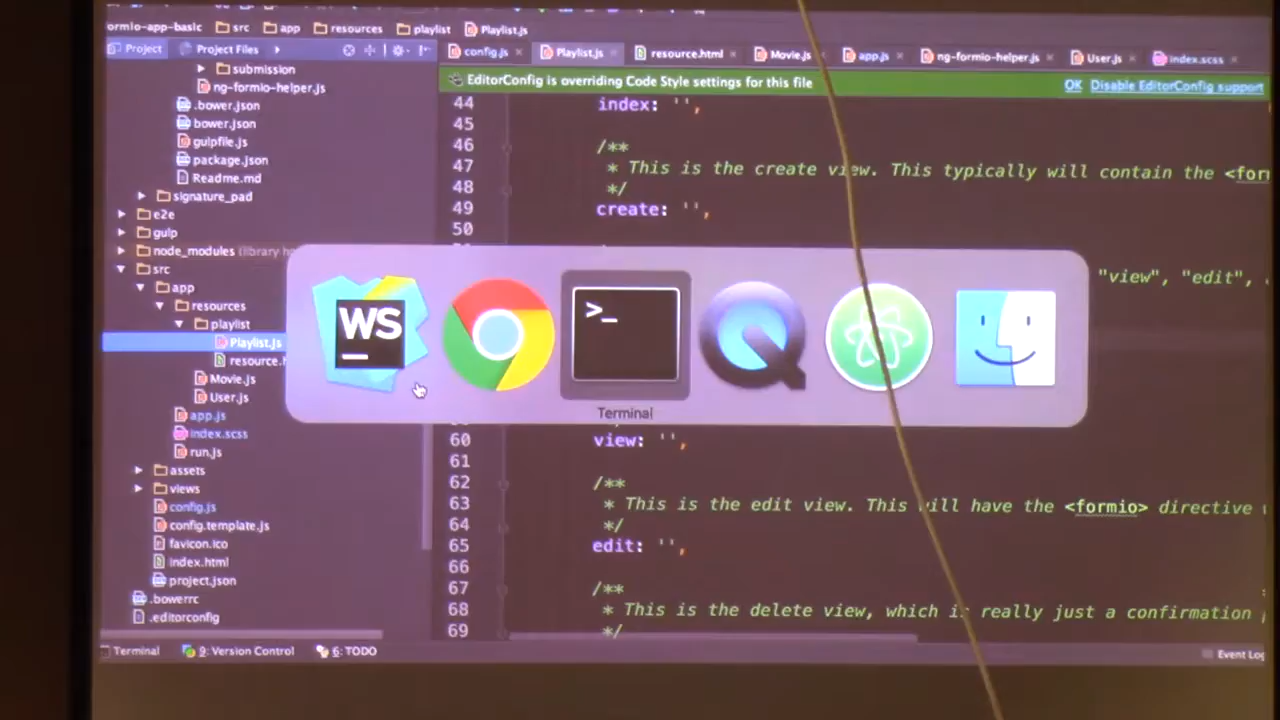 ormio-app-basic src app resources playlist Playlist.js
Project Project Files
config.js Playlist.js resource.html Movie.js app.js ng-formio-helper.js User.js index.scss
EditorConfig is overriding Code Style settings for this file OK Disable EditorConfig support
submission
ng-formio-helper.js
.bower.json
bower.json
gulpfile.js
package.json
Readme.md
signature_pad
e2e
gulp
node_modules (library h
src
app
resources
playlist
Playlist.js
resource.h
Movie.js
User.js
app.js
index.scss
run.js
assets
views
config.js
config.template.js
favicon.ico
index.html
project.json
.bowerrc
.editorconfig
44 index: '',
45
46 /**
47 * This is the create view. This typically will contain the <for
48 */
49 create: '',
50
"view", "edit",
WS
>_
Terminal
60 view: '',
61
62 /**
63 * This is the edit view. This will have the <formio> directive
64 */
65 edit: '',
66
67 /**
68 * This is the delete view, which is really just a confirmation
69 */
Terminal 9: Version Control 6: TODO Event Log